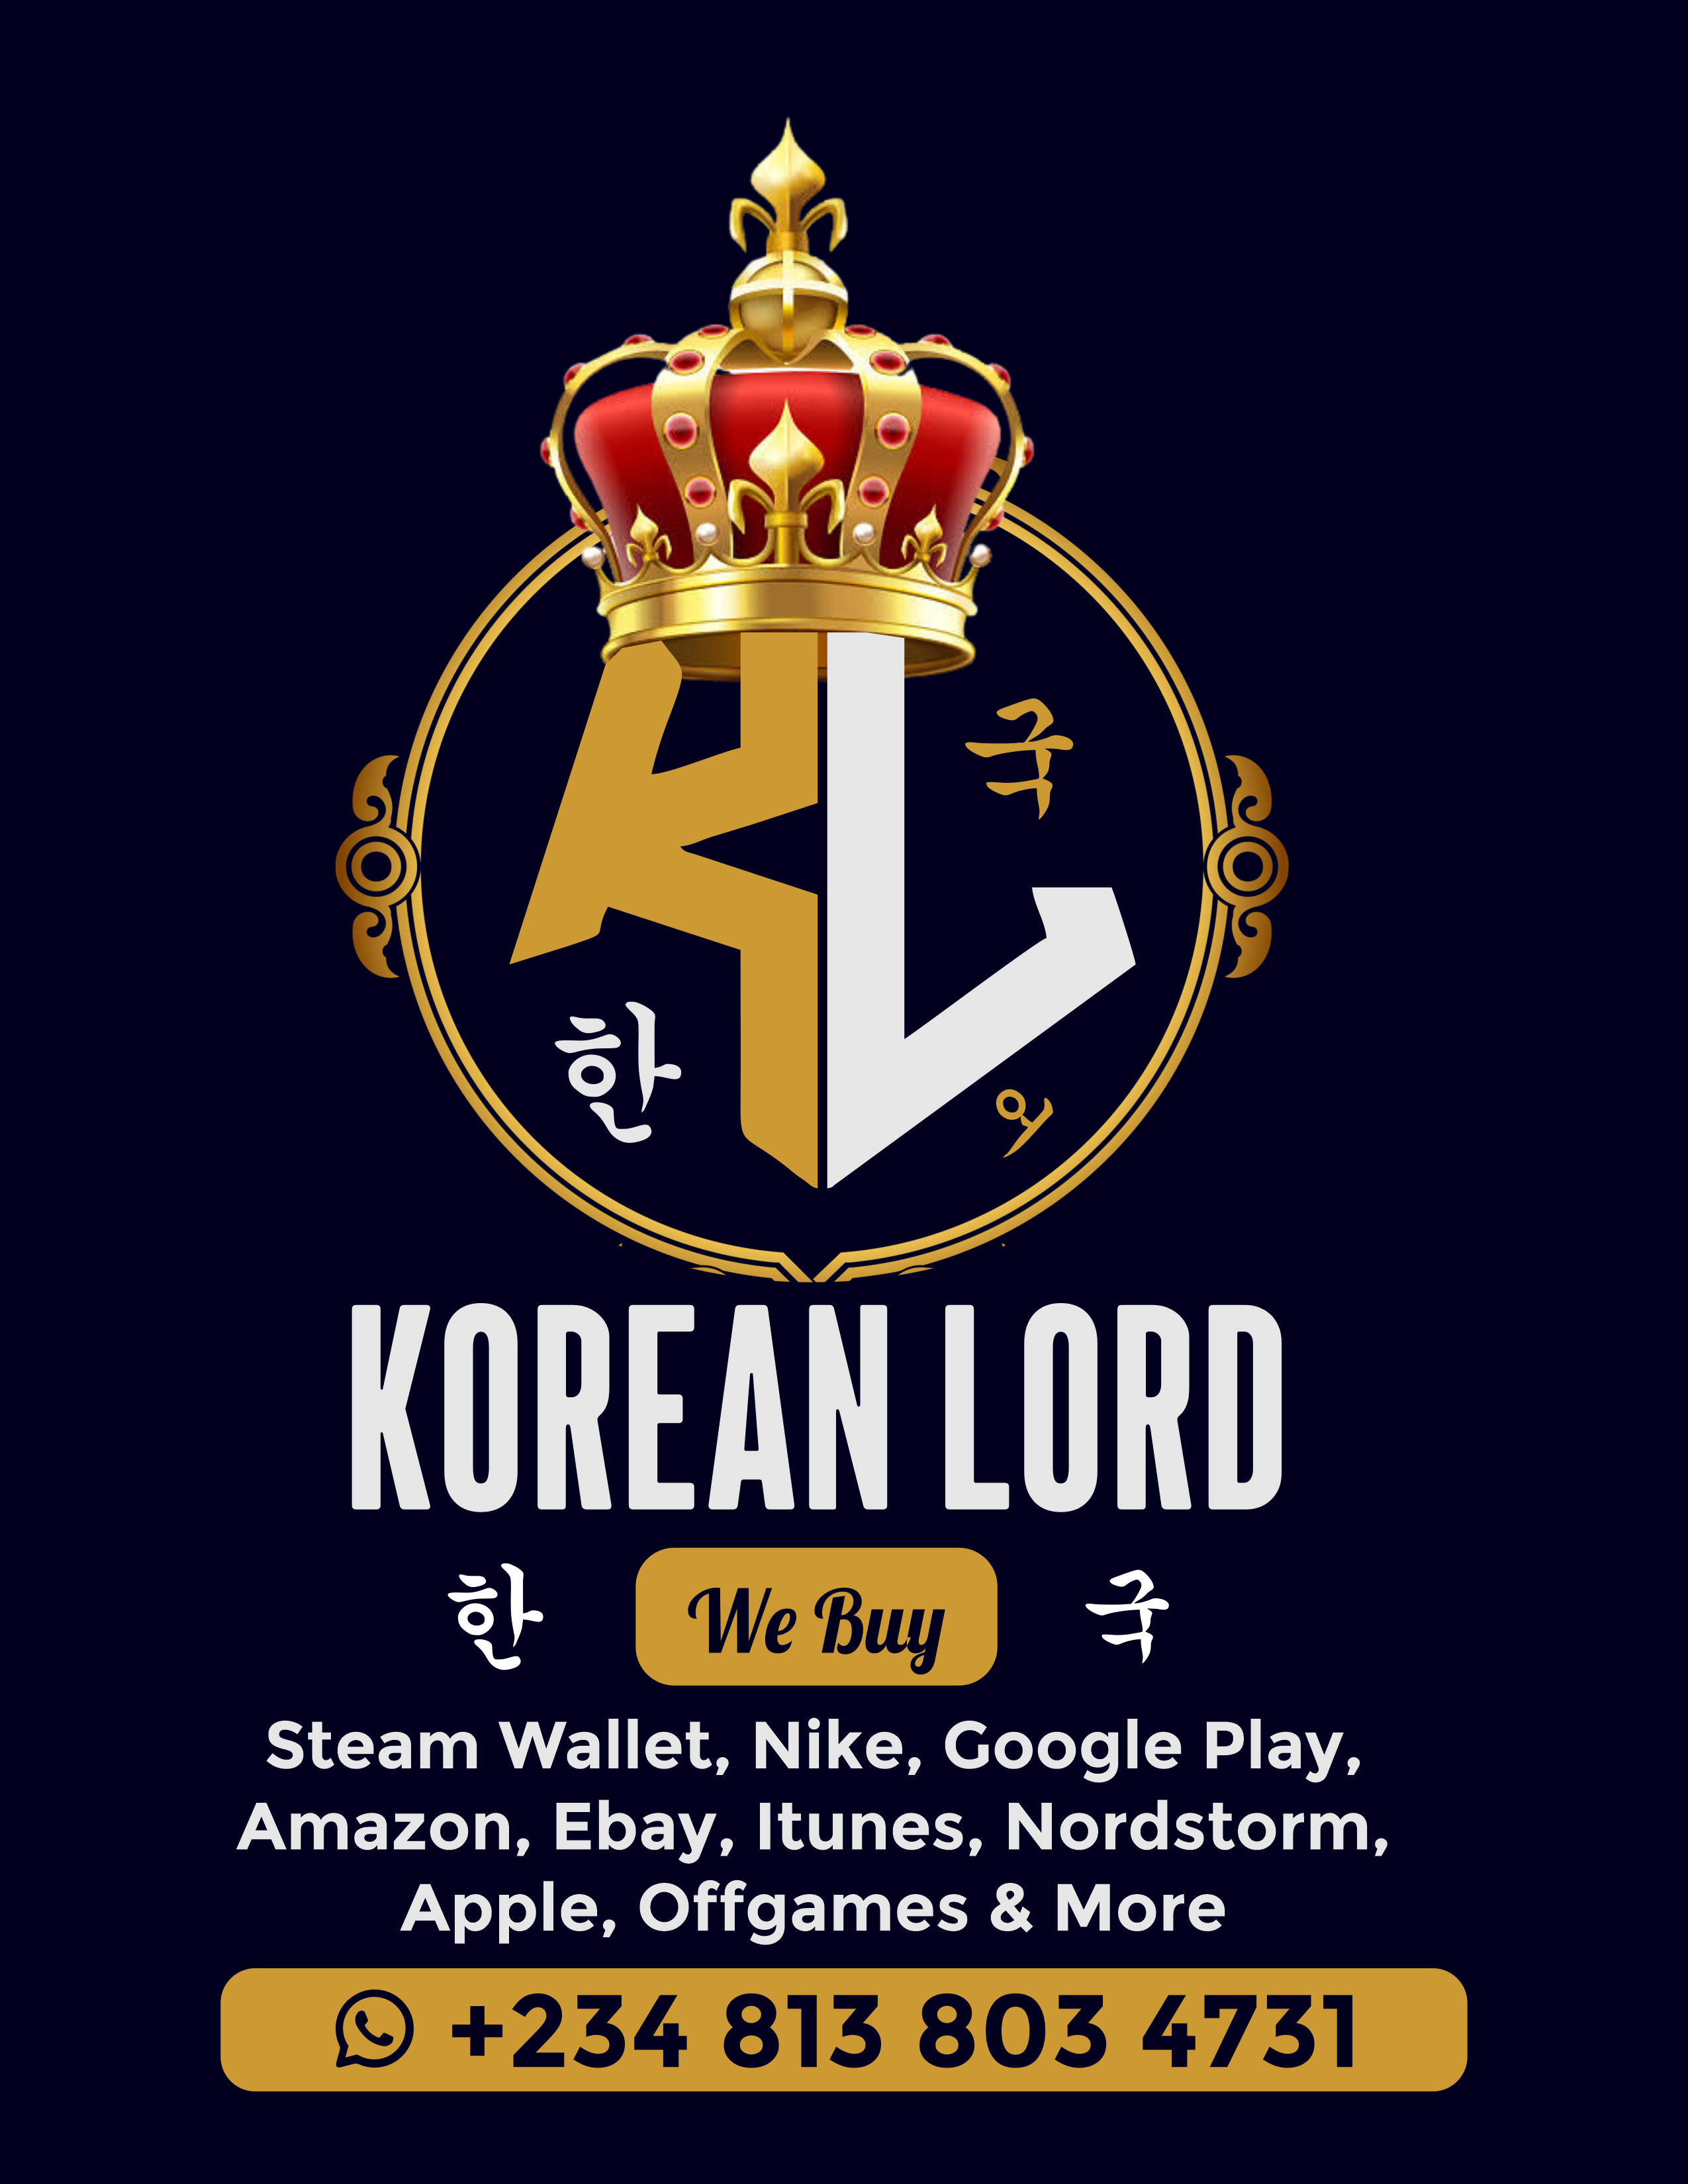 KL
국
한
KOREAN LORD
한 We Buy 국
Steam Wallet, Nike, Google Play,
Amazon, Ebay, Itunes, Nordstorm,
Apple, Offgames & More
+234 813 803 4731